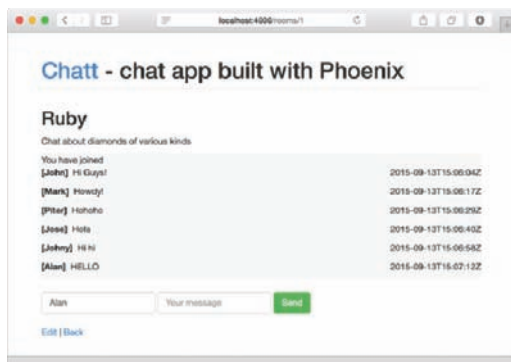 localhost:4000/rooms/1
Chatt - chat app built with Phoenix
Ruby
Chat about diamonds of various kinds
You have joined
[John] Hi Guys! 2015-09-13T15:06:04Z
[Mark] Howdy! 2015-09-13T15:06:17Z
[Piter] Hohoho 2015-09-13T15:06:29Z
[Jose] Hola 2015-09-13T15:06:40Z
[Johny] Hi hi 2015-09-13T15:06:58Z
[Alan] HELLO 2015-09-13T15:07:13Z
Alan Your message Send
Edit | Back